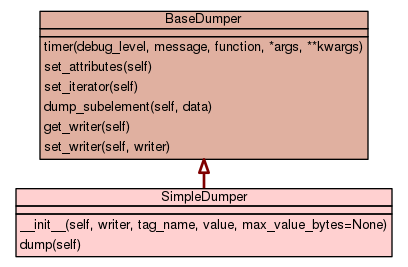 BaseDumper
timer(debug_level, message, function, *args, **kwargs)
set_attributes(self)
set_iterator(self)
dump_subelement(self, data)
get_writer(self)
set_writer(self, writer)
SimpleDumper
__init__(self, writer, tag_name, value, max_value_bytes=None)
dump(self)